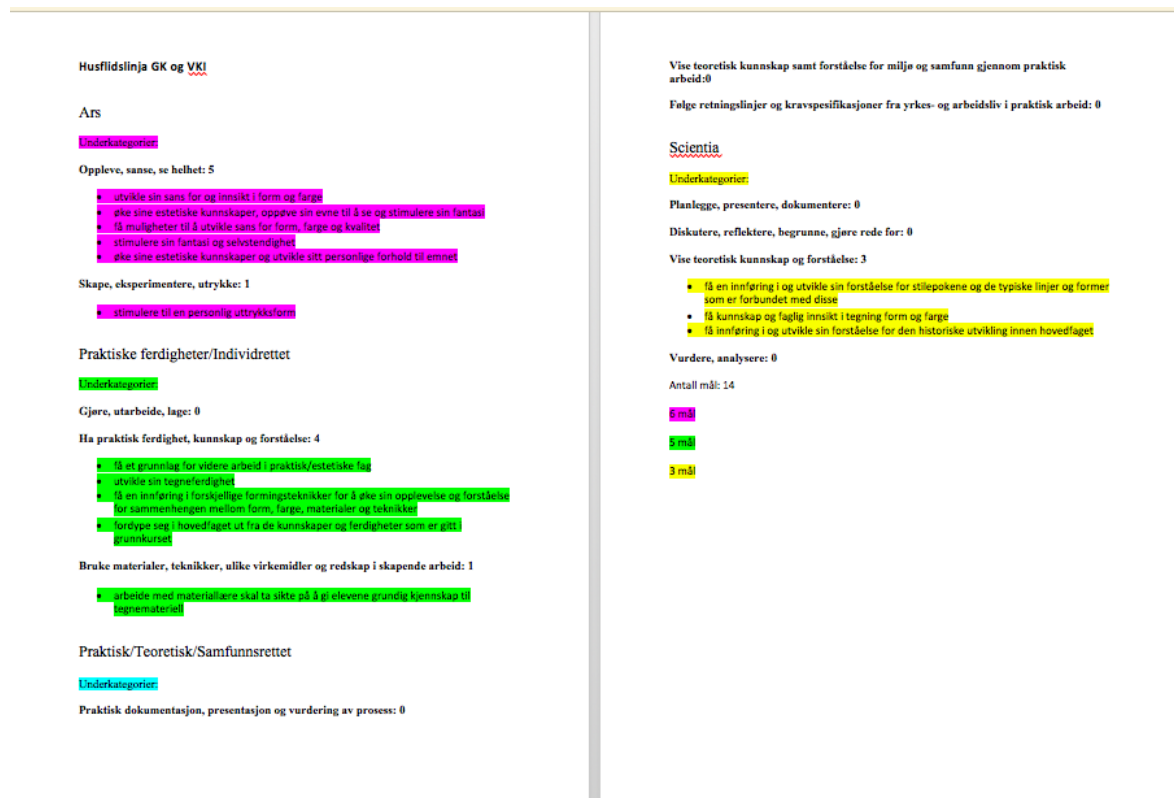 Husflidslinja GK og VKI
Ars
Underkategorier:
Oppleve, sanse, se helhet: 5
• utvikle sin sans for og innsikt i form og farge
• øke sine estetiske kunnskaper, oppøve sin evne til å se og stimulere sin fantasi
• få muligheter til å utvikle sans for form, farge og kvalitet
• stimulere sin fantasi og selvstendighet
• øke sine estetiske kunnskaper og utvikle sitt personlige forhold til emnet
Skape, eksperimentere, utrykke: 1
• stimulere til en personlig uttrykksform
Praktiske ferdigheter/Individrettet
Underkategorier:
Gjøre, utarbeide, lage: 0
Ha praktisk ferdighet, kunnskap og forståelse: 4
• få et grunnlag for videre arbeid i praktisk/estetiske fag
• utvikle sin tegneferdighet
• få en innføring i forskjellige formingsteknikker for å øke sin opplevelse og forståelse
for sammenhengen mellom form, farge, materialer og teknikker
• fordype seg i hovedfaget ut fra de kunnskaper og ferdigheter som er gitt i
grunnkurset
Bruke materialer, teknikker, ulike virkemidler og redskap i skapende arbeid: 1
• arbeide med materiallære skal ta sikte på å gi elevene grundig kjennskap til
tegnemateriell
Praktisk/Teoretisk/Samfunnsrettet
Underkategorier:
Praktisk dokumentasjon, presentasjon og vurdering av prosess: 0
Vise teoretisk kunnskap samt forståelse for miljø og samfunn gjennom praktisk
arbeid:0
Følge retningslinjer og kravspesifikasjoner fra yrkes- og arbeidsliv i praktisk arbeid: 0
Scientia
Underkategorier:
Planlegge, presentere, dokumentere: 0
Diskutere, reflektere, begrunne, gjøre rede for: 0
Vise teoretisk kunnskap og forståelse: 3
• få en innføring i og utvikle sin forståelse for stilepokene og de typiske linjer og former
som er forbundet med disse
• få kunnskap og faglig innsikt i tegning form og farge
• få innføring i og utvikle sin forståelse for den historiske utvikling innen hovedfaget
Vurdere, analysere: 0
Antall mål: 14
6 mål
5 mål
3 mål